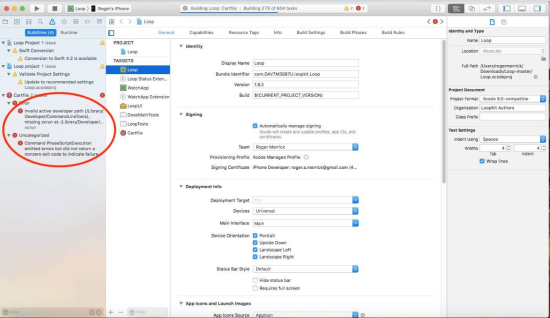 Loop
Roger's iPhone
Building Loop: Cartfile
Building 279 of 604 tasks
Buildtime (4)
Runtime
Loop Project 1 issue
Swift Conversion
Conversion to Swift 4.2 is available
Loop project 1 issue
Validate Project Settings
Update to recommended settings
Loop.xcodeproj
Cartfile
Error
invalid active developer path (/Library/
Developer/CommandLineTools),
missing xcrun at: /Library/Developer/...
xcrun
Uncategorized
Command PhaseScriptExecution
emitted errors but did not return a
nonzero exit code to indicate failure
Filter
Loop
General
Capabilities
Resource Tags
Info
Build Settings
Build Phases
Build Rules
PROJECT
Loop
TARGETS
Loop
Loop Status Exten...
WatchApp
WatchApp Extension
LoopUI
DoseMathTests
LoopTests
Cartfile
Filter
Identity
Display Name
Loop
Bundle Identifier
Version
1.9.2
Build
$(CURRENT_PROJECT_VERSION)
Signing
Automatically manage signing
Xcode will create and update profiles, app IDs, and
certificates.
Team
Roger Merrick
Provisioning Profile
Xcode Managed Profile
Signing Certificate
iPhone Developer: roger.a.merrick@gmail.com (4...
Deployment Info
Deployment Target
11.1
Devices
Universal
Main Interface
Main
Device Orientation
Portrait
Upside Down
Landscape Left
Landscape Right
Status Bar Style
Default
Hide status bar
Requires full screen
App Icons and Launch Images
App Icons Source
AppIcon
Identity and Type
Name
Loop
Location
Absolute
Full Path
/Users/rogermerrick/
Downloads/Loop-master/
Loop.xcodeproj
Project Document
Project Format
Xcode 8.0-compatible
Organization
LoopKit Authors
Class Prefix
Text Settings
Indent Using
Spaces
Widths
4
4
Tab
Indent
Wrap lines